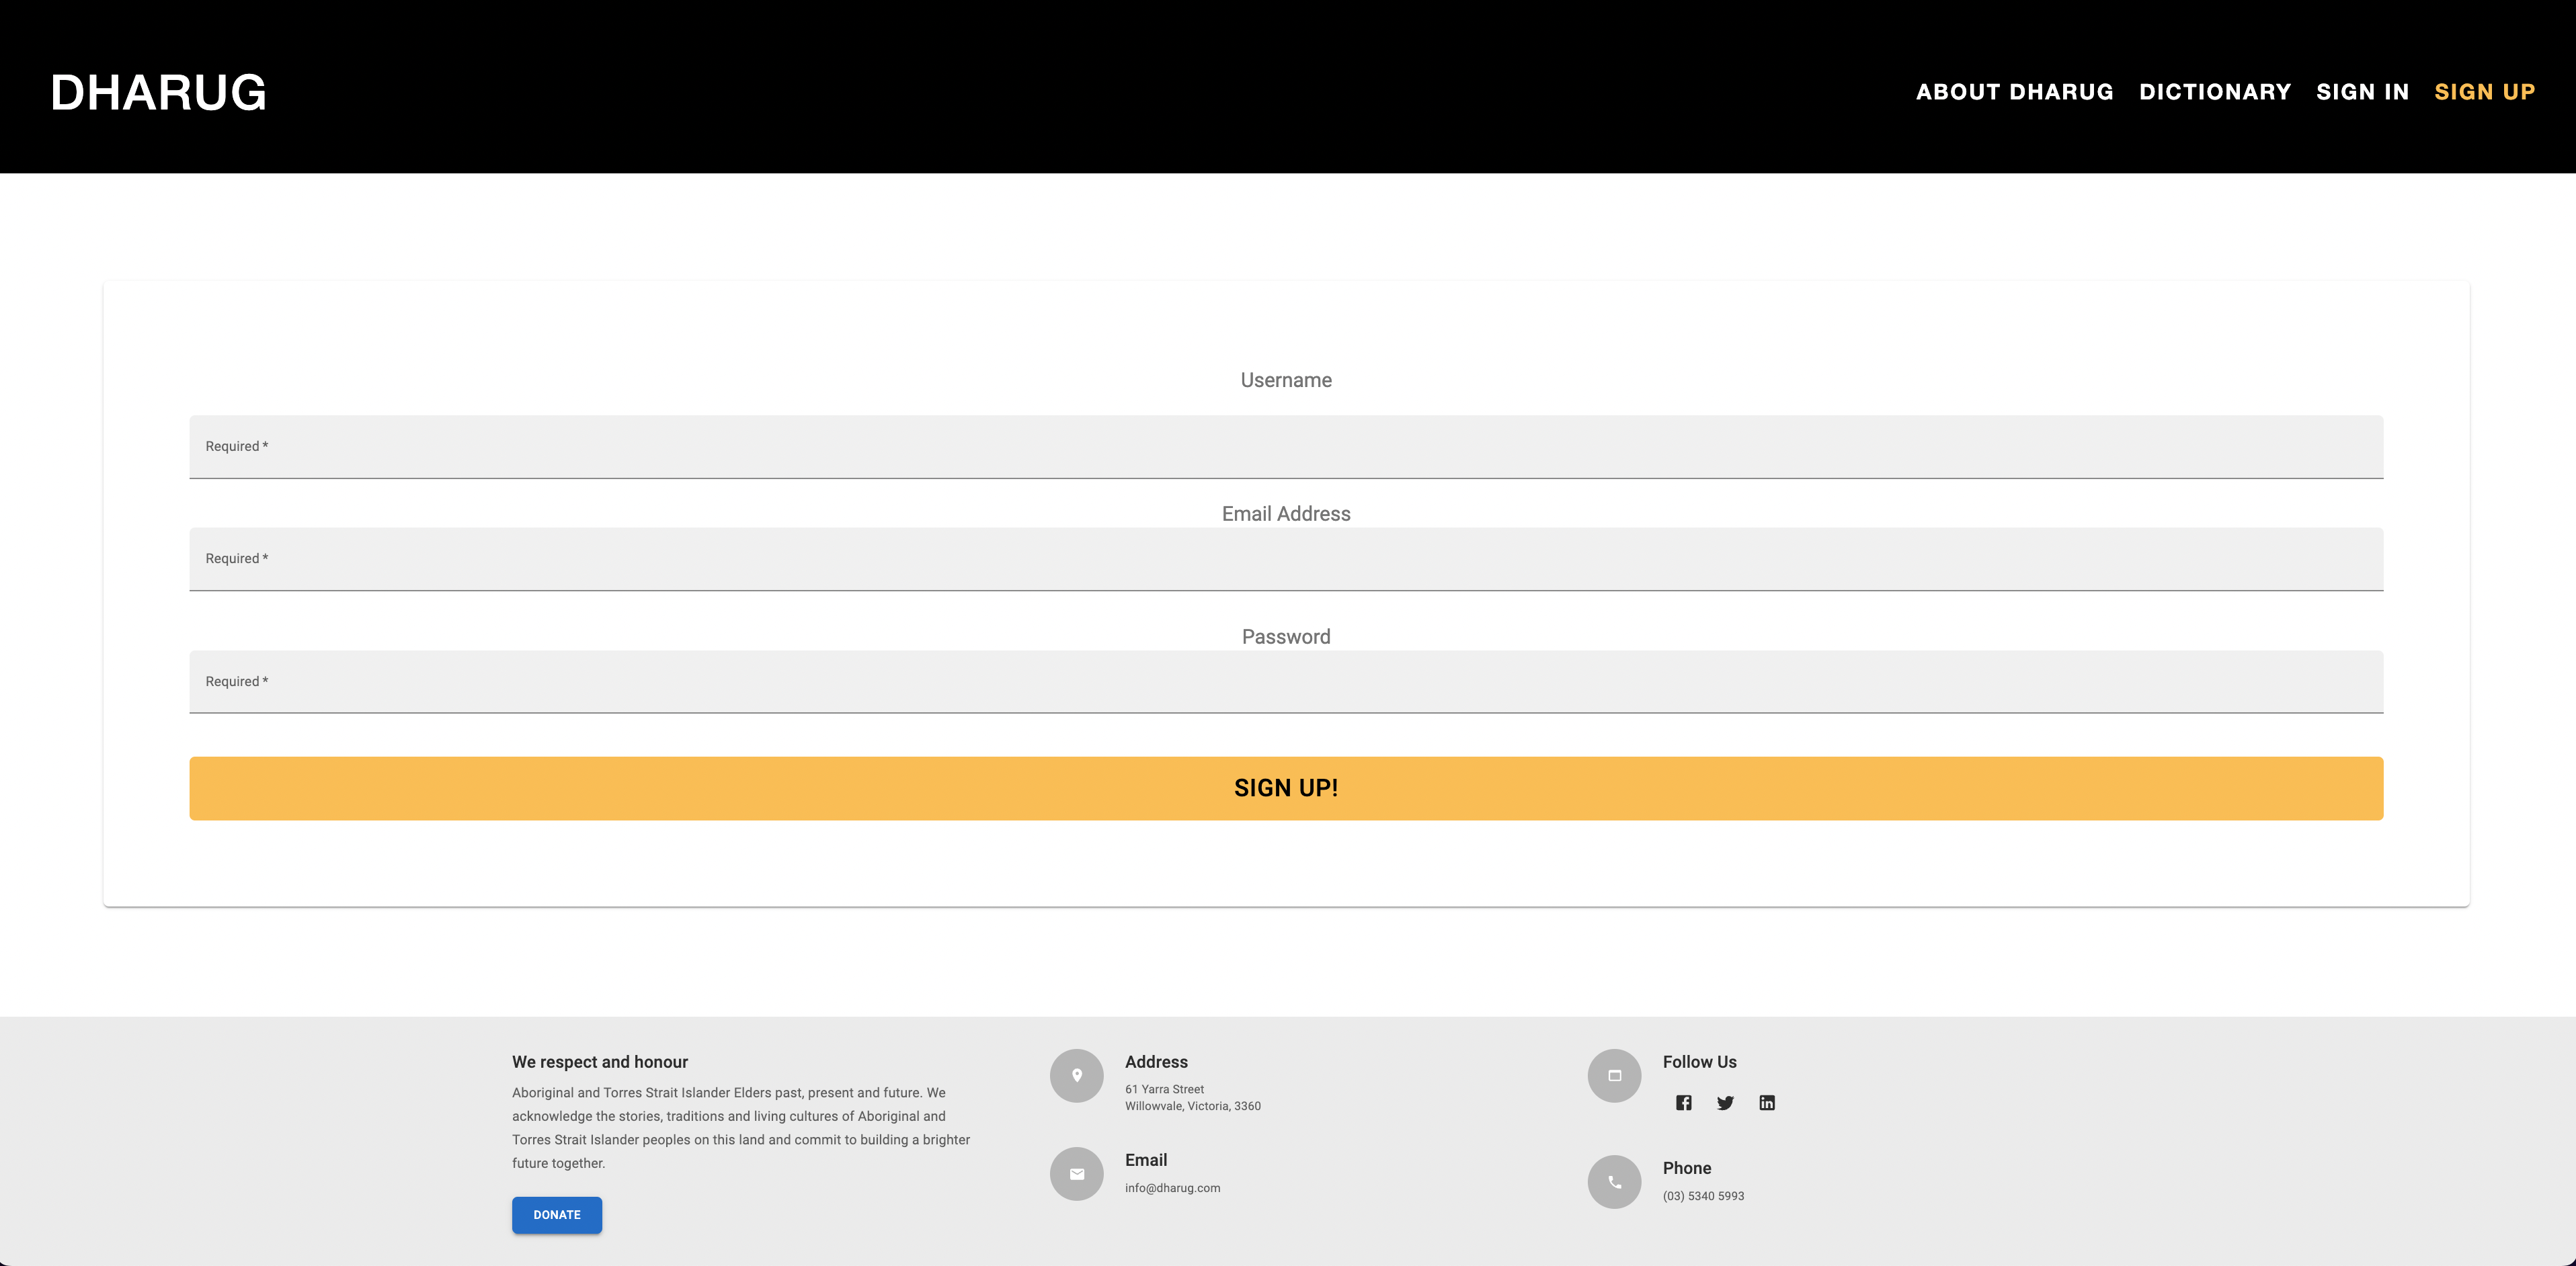 DHARUG
ABOUT DHARUG DICTIONARY SIGN IN SIGN UP
Username
Required *
Email Address
Required *
Password
Required *
SIGN UP!
We respect and honour
Aboriginal and Torres Strait Islander Elders past, present and future. We
acknowledge the stories, traditions and living cultures of Aboriginal and
Torres Strait Islander peoples on this land and commit to building a brighter
future together.
DONATE
Address
61 Yarra Street
Willowvale, Victoria, 3360
Email
info@dharug.com
Follow Us
Phone
(03) 5340 5993